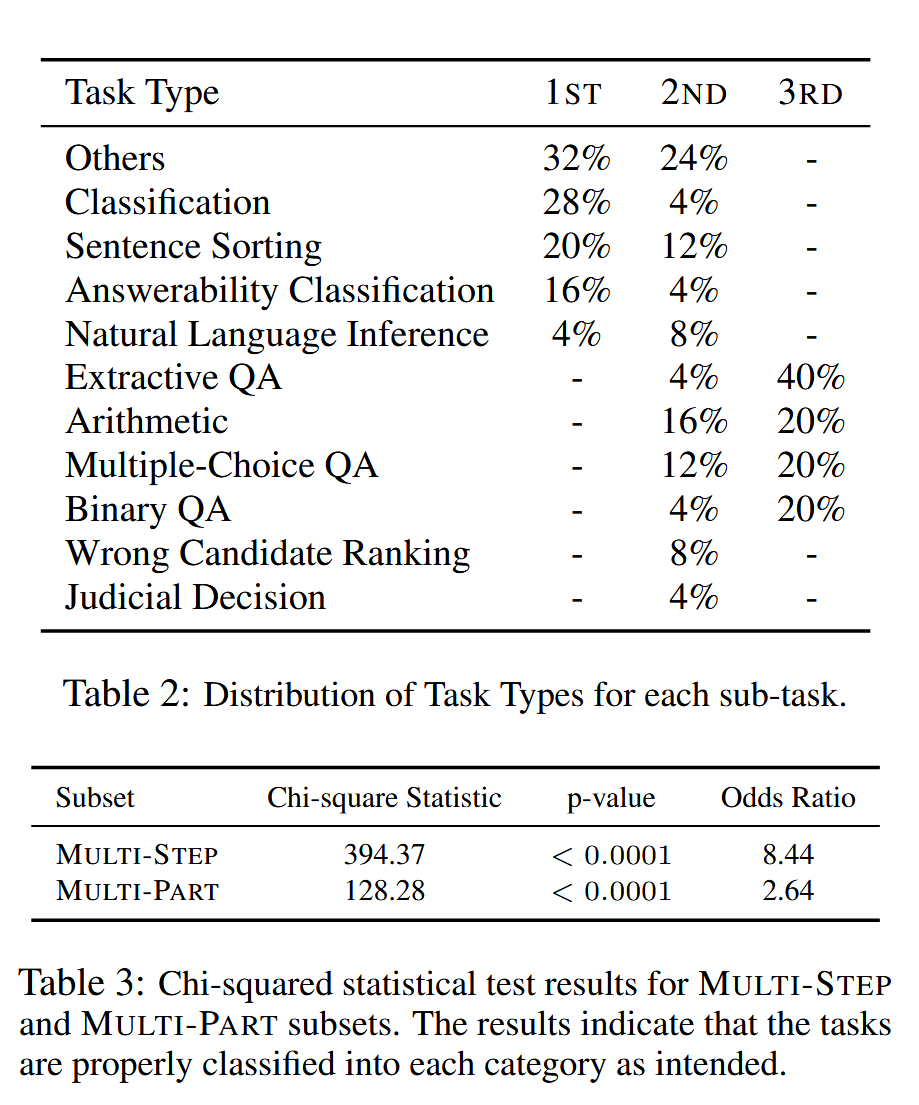 Task Type 1ST 2ND 3RD
Others 32% 24% -
Classification 28% 4% -
Sentence Sorting 20% 12% -
Answerability Classification 16% 4% -
Natural Language Inference 4% 8% -
Extractive QA - 4% 40%
Arithmetic - 16% 20%
Multiple-Choice QA - 12% 20%
Binary QA - 4% 20%
Wrong Candidate Ranking - 8% -
Judicial Decision - 4% -
Table 2: Distribution of Task Types for each sub-task.
Subset Chi-square Statistic p-value Odds Ratio
MULTI-STEP 394.37 < 0.0001 8.44
MULTI-PART 128.28 < 0.0001 2.64
Table 3: Chi-squared statistical test results for MULTI-STEP
and MULTI-PART subsets. The results indicate that the tasks
are properly classified into each category as intended.